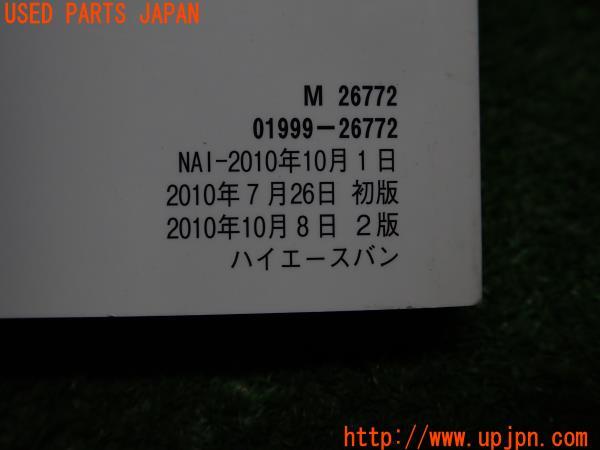 USED PARTS JAPAN
M 26772
01999-26772
NAI-2010年10月1日
2010年7月26日 初版
2010年10月8日 2版
ハイエースバン
http://www.upjpn.com/